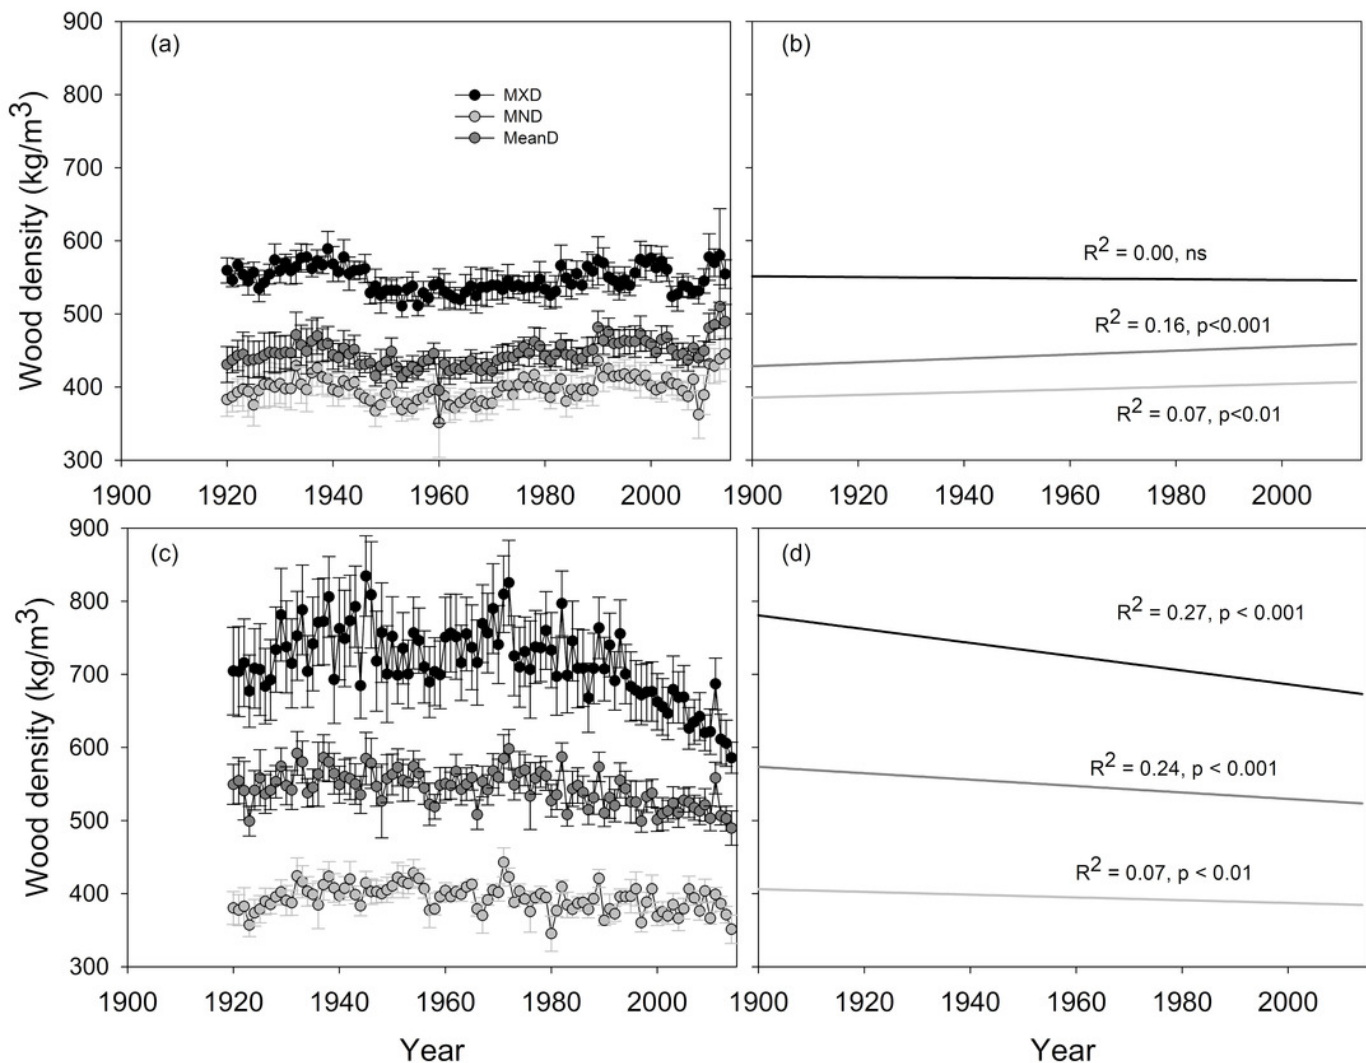 (a)
(b)
Wood density (kg/m³)
900
800
700
600
500
400
300
MXD
MND
MeanD
R² = 0.00, ns
R² = 0.16, p<0.001
R² = 0.07, p<0.01
1900 1920 1940 1960 1980 2000 1900 1920 1940 1960 1980 2000
(c)
(d)
Wood density (kg/m³)
900
800
700
600
500
400
300
R² = 0.27, p < 0.001
R² = 0.24, p < 0.001
R² = 0.07, p < 0.01
1900 1920 1940 1960 1980 2000 1900 1920 1940 1960 1980 2000
Year Year